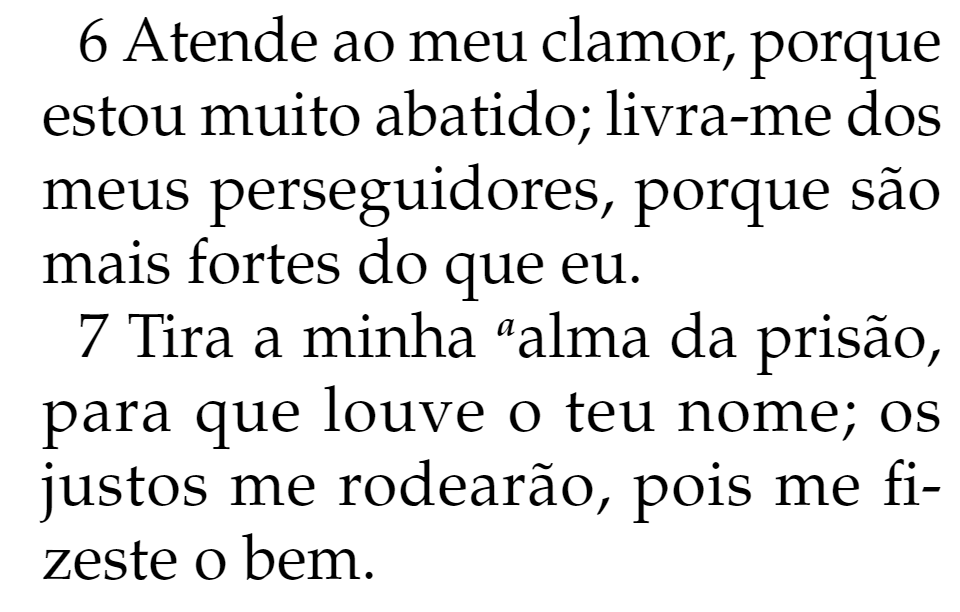 6 Atende ao meu clamor, porque
estou muito abatido; livra-me dos
meus perseguidores, porque são
mais fortes do que eu.
7 Tira a minha ᵃalma da prisão,
para que louve o teu nome; os
justos me rodearão, pois me fi-
zeste o bem.